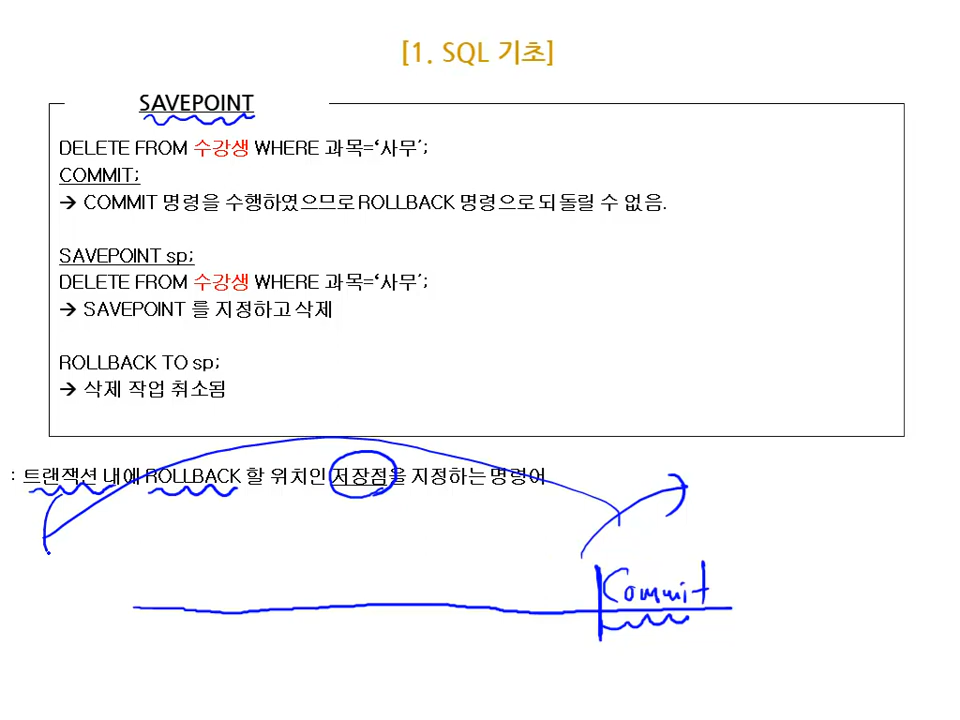 [1. SQL 기초]
SAVEPOINT
DELETE FROM 수강생 WHERE 과목=‘사무’;
COMMIT;
→ COMMIT 명령을 수행하였으므로 ROLLBACK 명령으로 되돌릴 수 없음.
SAVEPOINT sp;
DELETE FROM 수강생 WHERE 과목=‘사무’;
→ SAVEPOINT 를 지정하고 삭제
ROLLBACK TO sp;
→ 삭제 작업 취소됨
: 트랜잭션 내에 ROLLBACK 할 위치인 저장점을 지정하는 명령어
Commit